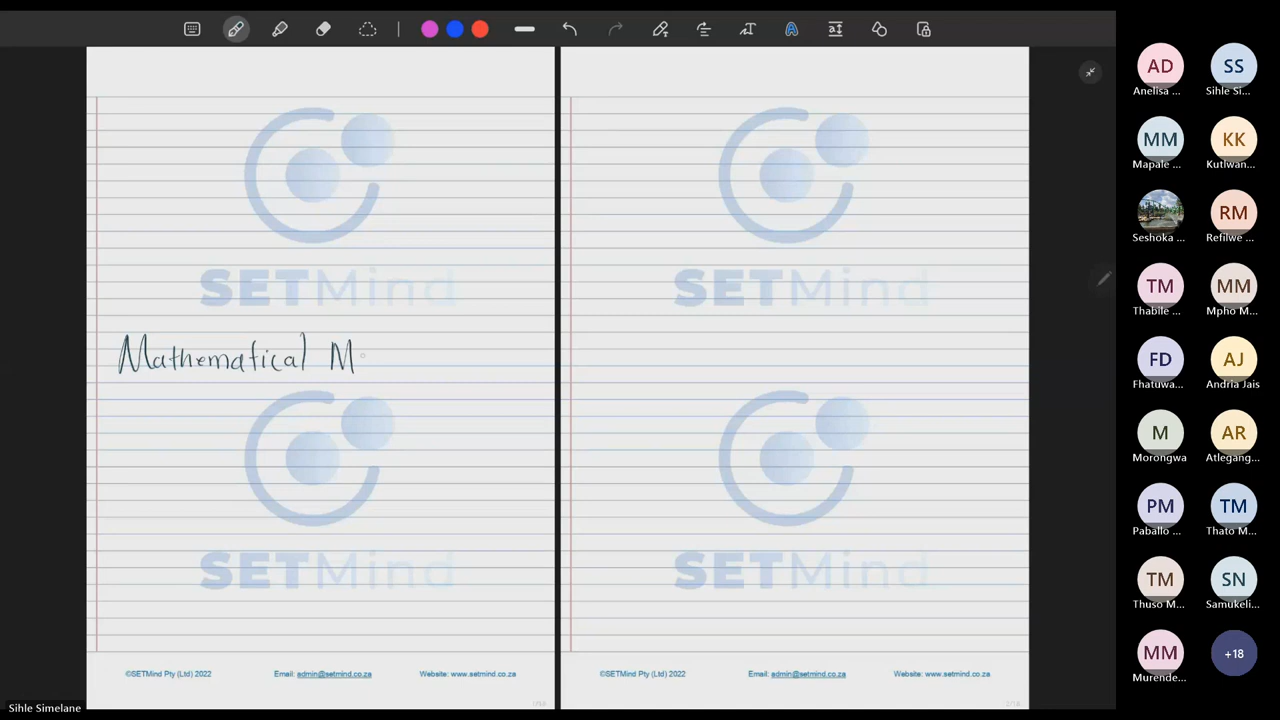 SETMind
SETMind
Mathematical M
SETMind
SETMind
©SETMind Pty (Ltd) 2022 Email: admin@setmind.co.za Website: www.setmind.co.za
©SETMind Pty (Ltd) 2022 Email: admin@setmind.co.za Website: www.setmind.co.za
AD SS
Anelisa ... Sihle Si...
MM KK
Mapale ... Kutlwan...
RM
Seshoka ... Refilwe ...
TM MM
Thabile ... Mpho M...
FD AJ
Fhatuwa... Andria Jais
M AR
Morongwa Atlegang...
PM TM
Paballo ... Thato M...
TM SN
Thuso M... Samukeli...
MM +18
Murende...
Sihle Simelane